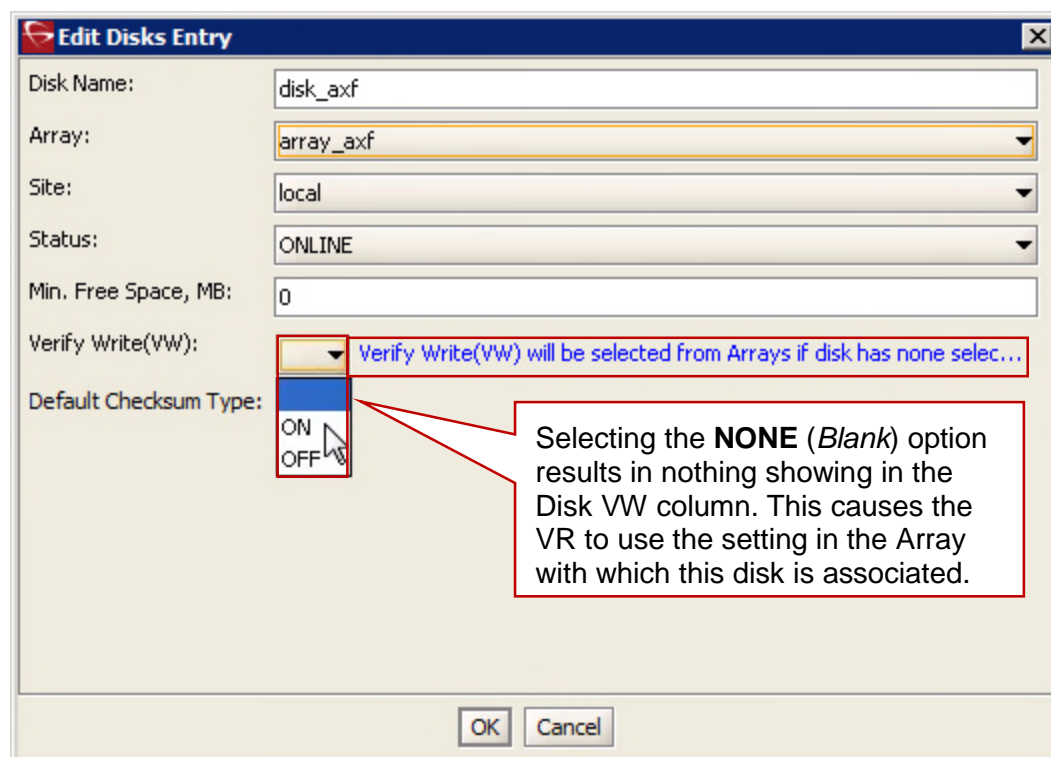 Edit Disks Entry
Disk Name:
disk_axf
Array:
array_axf
Site:
local
Status:
ONLINE
Min. Free Space, MB:
0
Verify Write(VW):
Verify Write(VW) will be selected from Arrays if disk has none selec...
Default Checksum Type:
ON
OFF
Selecting the NONE (Blank) option
results in nothing showing in the
Disk VW column. This causes the
VR to use the setting in the Array
with which this disk is associated.
OK
Cancel